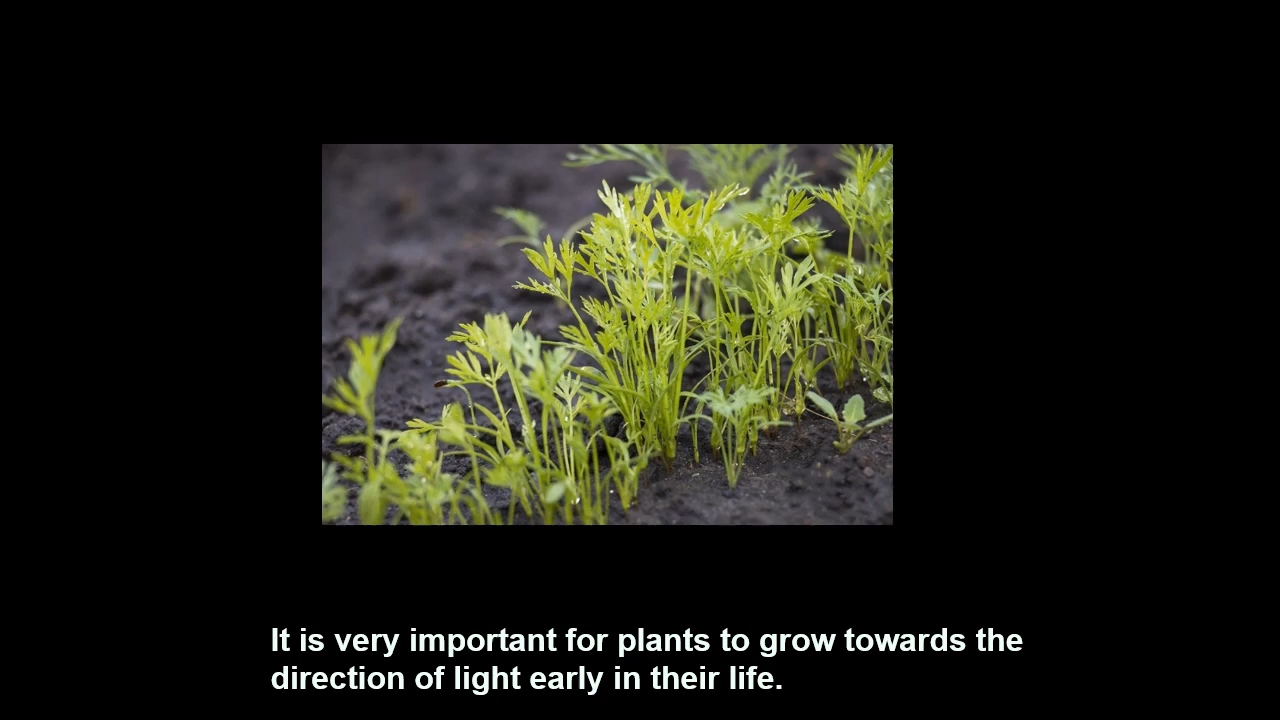 It is very important for plants to grow towards the
direction of light early in their life.